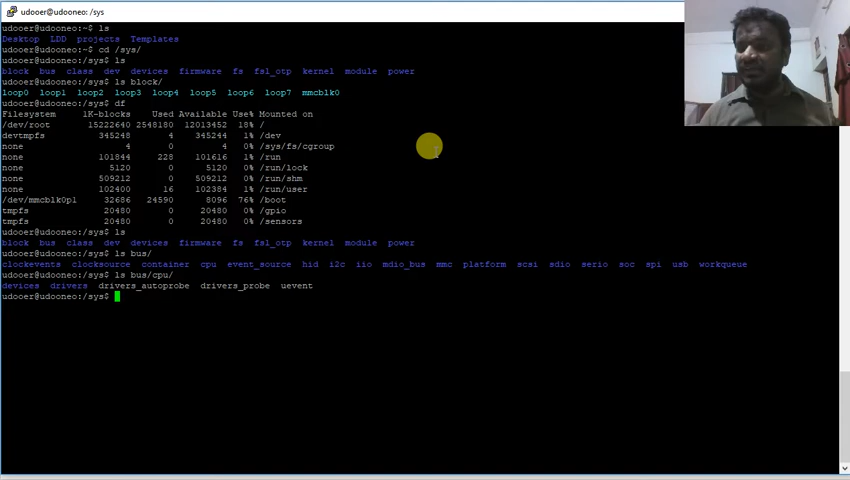 udooer@udooneo: /sys
udooer@udooneo:~$ ls
Desktop LDD projects Templates
udooer@udooneo:~$ cd /sys/
udooer@udooneo:/sys$ ls
block bus class dev devices firmware fs fsl_otp kernel module power
udooer@udooneo:/sys$ ls block/
loop0 loop1 loop2 loop3 loop4 loop5 loop6 loop7 mmcblk0
udooer@udooneo:/sys$ df
Filesystem 1K-blocks Used Available Use% Mounted on
/dev/root 15222640 2548180 12013452 18% /
devtmpfs 345248 4 345244 1% /dev
none 4 0 4 0% /sys/fs/cgroup
none 101844 228 101616 1% /run
none 5120 0 5120 0% /run/lock
none 509212 0 509212 0% /run/shm
none 102400 16 102384 1% /run/user
/dev/mmcblk0p1 32686 24590 8096 76% /boot
tmpfs 20480 0 20480 0% /gpio
tmpfs 20480 0 20480 0% /sensors
udooer@udooneo:/sys$ ls
block bus class dev devices firmware fs fsl_otp kernel module power
udooer@udooneo:/sys$ ls bus/
clockevents clocksource container cpu event_source hid i2c iio mdio_bus mmc platform scsi sdio serio soc spi usb workqueue
udooer@udooneo:/sys$ ls bus/cpu/
devices drivers drivers_autoprobe drivers_probe uevent
udooer@udooneo:/sys$